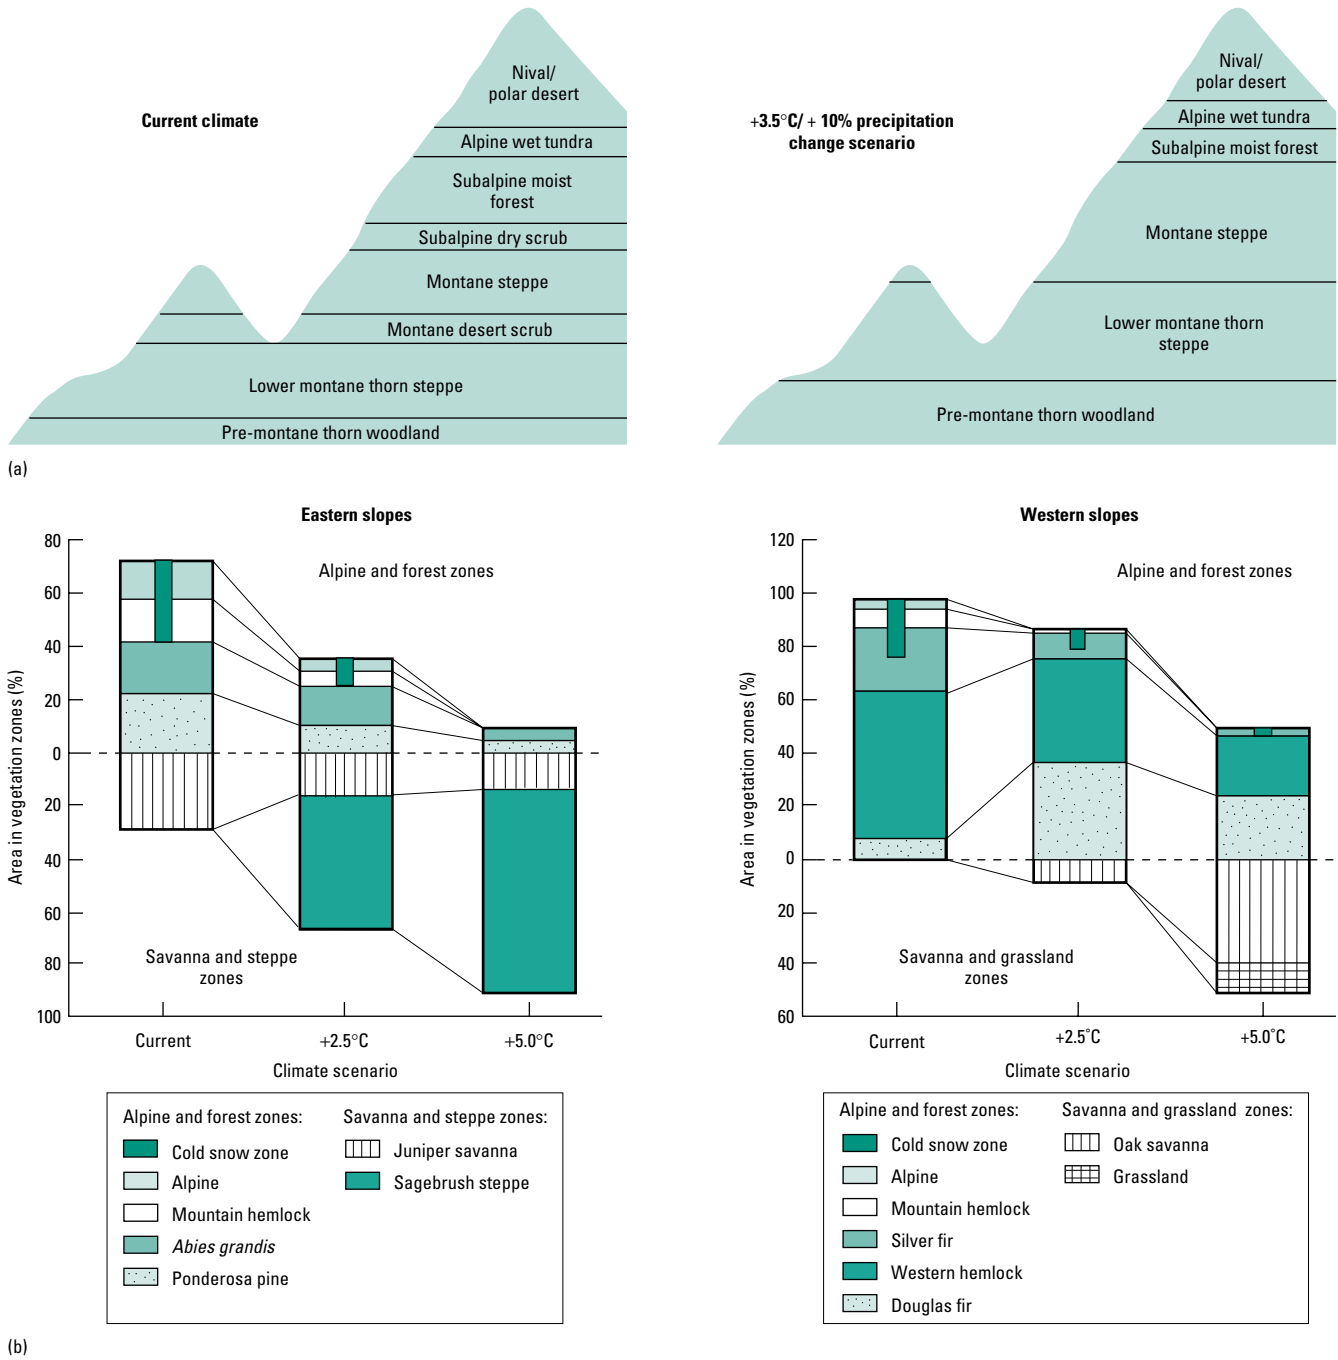 Current climate
Nival/
polar desert
Alpine wet tundra
Subalpine moist
forest
Subalpine dry scrub
Montane steppe
Montane desert scrub
Lower montane thorn steppe
Pre-montane thorn woodland
+3.5°C/ + 10% precipitation
change scenario
Nival/
polar desert
Alpine wet tundra
Subalpine moist forest
Montane steppe
Lower montane thorn
steppe
Pre-montane thorn woodland
(a)
Eastern slopes
Area in vegetation zones (%)
80
60
40
20
0
20
40
60
80
100
Alpine and forest zones
Savanna and steppe
zones
Current
+2.5°C
+5.0°C
Climate scenario
Alpine and forest zones:
Cold snow zone
Alpine
Mountain hemlock
Abies grandis
Ponderosa pine
Savanna and steppe zones:
Juniper savanna
Sagebrush steppe
Western slopes
Area in vegetation zones (%)
120
100
80
60
40
20
0
20
40
60
Alpine and forest zones
Savanna and grassland
zones
Current
+2.5°C
+5.0°C
Climate scenario
Alpine and forest zones:
Cold snow zone
Alpine
Mountain hemlock
Silver fir
Western hemlock
Douglas fir
Savanna and grassland zones:
Oak savanna
Grassland
(b)